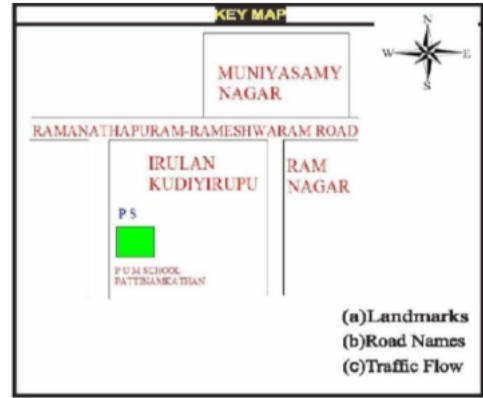 KEY MAP
N
W
E
S
MUNIYASAMY
NAGAR
RAMANATHAPURAM-RAMESHWARAM ROAD
IRULAN
KUDIYIRUPU
RAM
NAGAR
P S
P U M SCHOOL
PATTINAMKATHAN
(a)Landmarks
(b)Road Names
(c)Traffic Flow